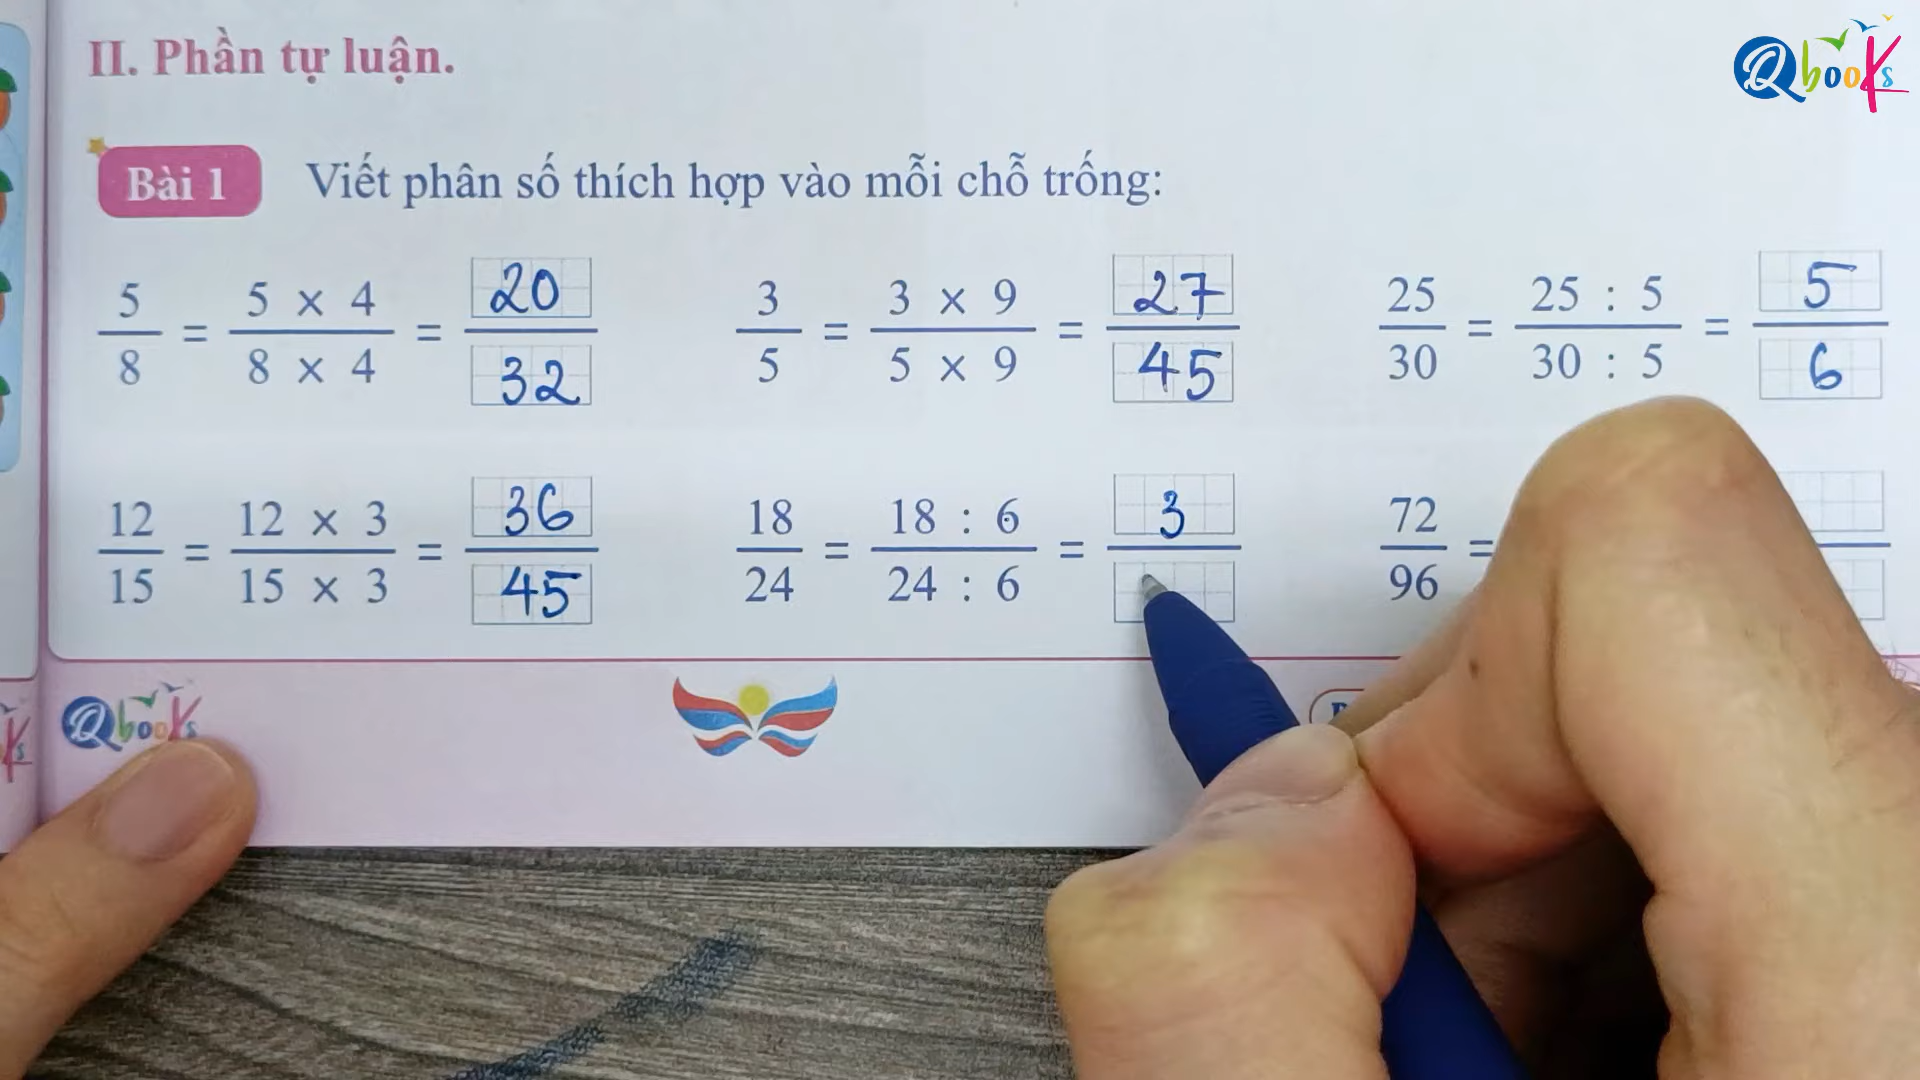 Qbooks
II. Phần tự luận.
Bài 1 Viết phân số thích hợp vào mỗi chỗ trống:
5/8 = 5 x 4/8 x 4 = 20/32
3/5 = 3 x 9/5 x 9 = 27/45
25/30 = 25 : 5/30 : 5 = 5/6
12/15 = 12 x 3/15 x 3 = 36/45
18/24 = 18 : 6/24 : 6 = 3/
72/96 =
Qbooks